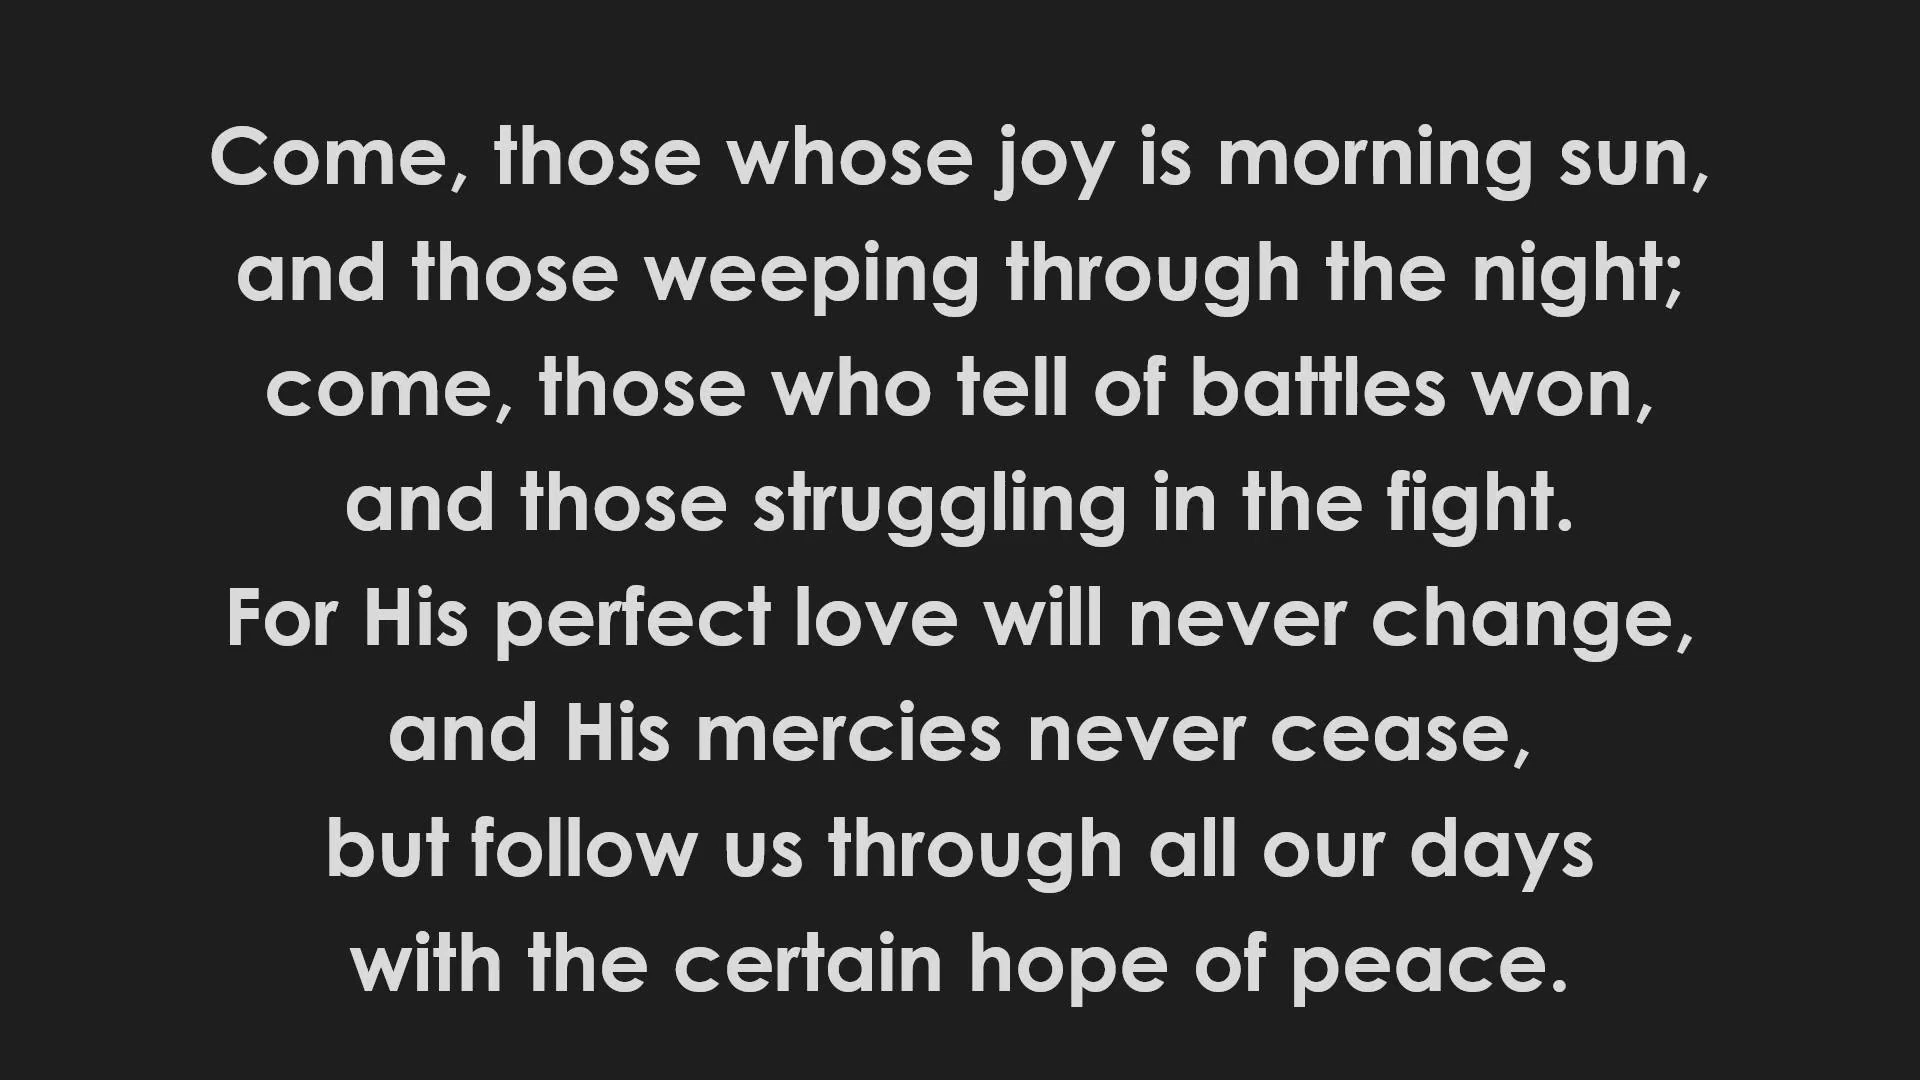 Come, those whose joy is morning sun,
and those weeping through the night;
come, those who tell of battles won,
and those struggling in the fight.
For His perfect love will never change,
and His mercies never cease,
but follow us through all our days
with the certain hope of peace.